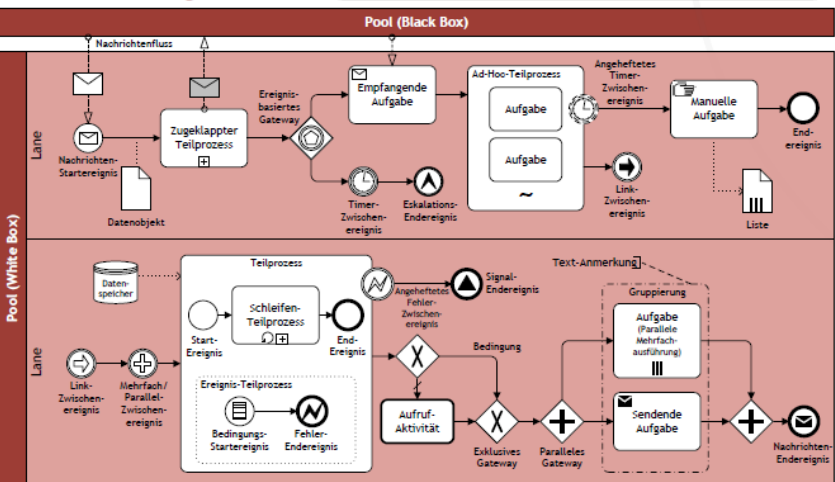 Pool (Black Box)
Nachrichtenfluss
Pool (White Box)
Lane
Nachrichten-
Startereignis
Zugeklappter
Teilprozess
Datenobjekt
Ereignis-
basiertes
Gateway
Empfangende
Aufgabe
Timer-
Zwischen-
ereignis
Eskalations-
Endereignis
Ad-Hoo-Teilprozess
Aufgabe
Aufgabe
~
Angeheftetes
Timer-
Zwischen-
ereignis
Link-
Zwischen-
ereignis
Manuelle
Aufgabe
End-
ereignis
Liste
Lane
Daten-
speicher
Link-
Zwischen-
ereignis
Mehrfach/
Parallel-
Zwischen-
ereignis
Teilprozess
Start-
Ereignis
Schleifen-
Teilprozess
End-
Ereignis
Ereignis-Teilprozess
Bedingungs-
Startereignis
Fehler-
Endereignis
Angeheftetes
Fehler-
Zwischen-
ereignis
Signal-
Endereignis
X
Bedingung
Aufruf-
Aktivität
X
Exklusives
Gateway
Paralleles
Gateway
Text-Anmerkung
Gruppierung
Aufgabe
(Parallele
Mehrfach-
ausführung)
Sendende
Aufgabe
Nachrichten-
Endereignis